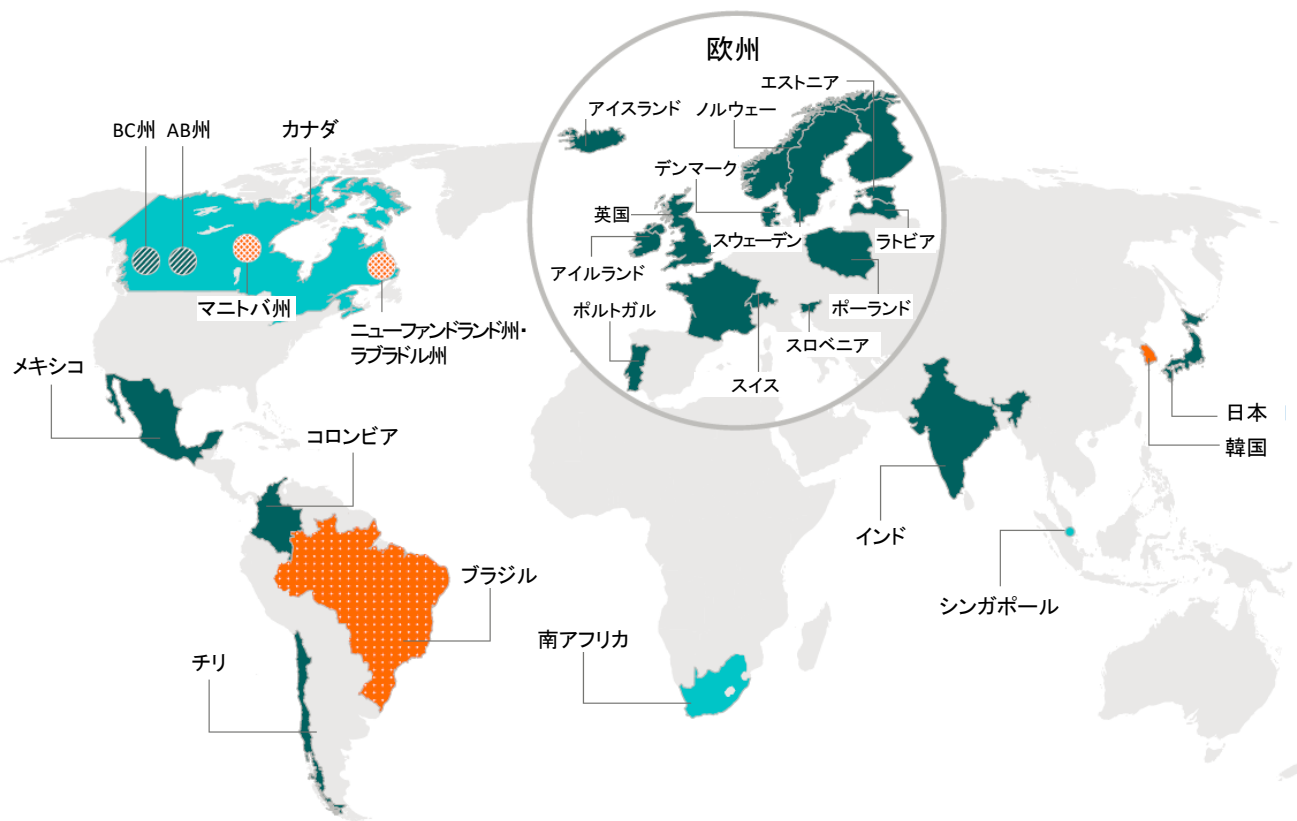 欧州
エストニア
アイスランド
ノルウェー
BC州
AB州
カナダ
デンマーク
英国
スウェーデン
ラトビア
アイルランド
マニトバ州
ポルトガル
ポーランド
ニューファンドランド州・
ラブラドル州
スロベニア
メキシコ
スイス
日本
コロンビア
韓国
インド
ブラジル
シンガポール
南アフリカ
チリ